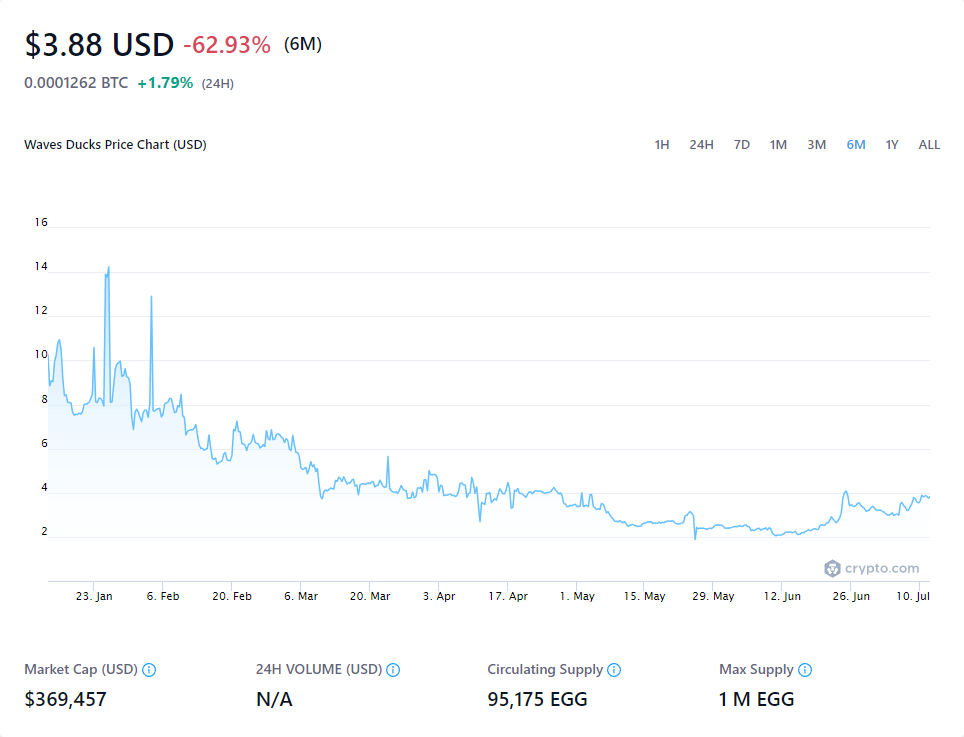 $3.88 USD -62.93% (6M)
0.0001262 BTC +1.79% (24H)
Waves Ducks Price Chart (USD) 1H 24H 7D 1M 3M 6M 1Y ALL
16
14
12
10
8
6
4
2
crypto.com
23. Jan 6. Feb 20. Feb 6. Mar 20. Mar 3. Apr 17. Apr 1. May 15. May 29. May 12. Jun 26. Jun 10. Jul
Market Cap (USD) 24H VOLUME (USD) Circulating Supply Max Supply
$369,457 N/A 95,175 EGG 1 M EGG